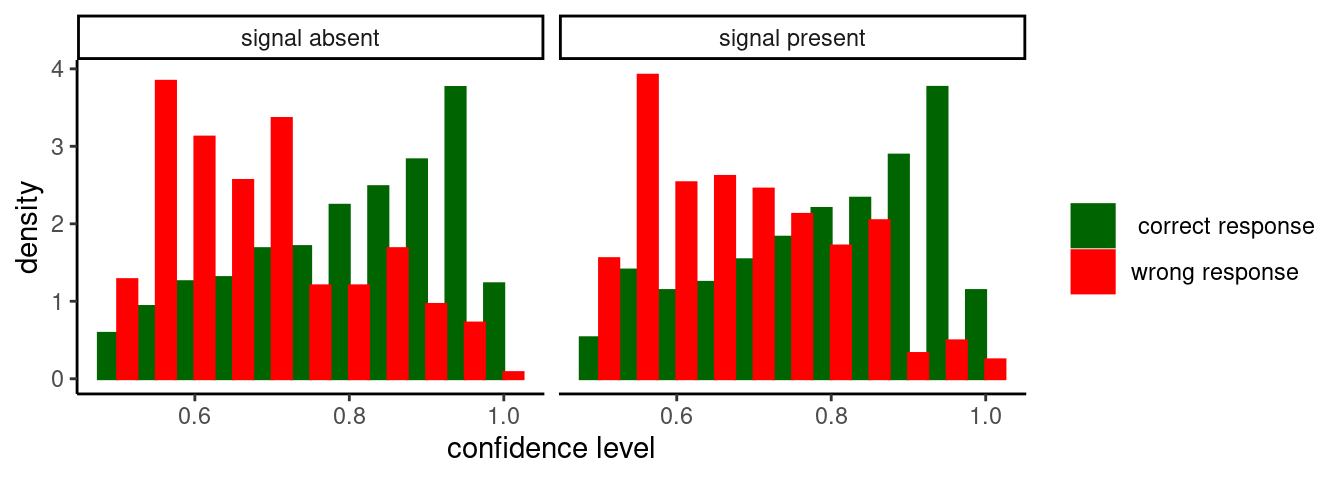 signal absent
signal present
density
4
3
2
1
0
0.6
0.8
1.0
0.6
0.8
1.0
confidence level
correct response
wrong response